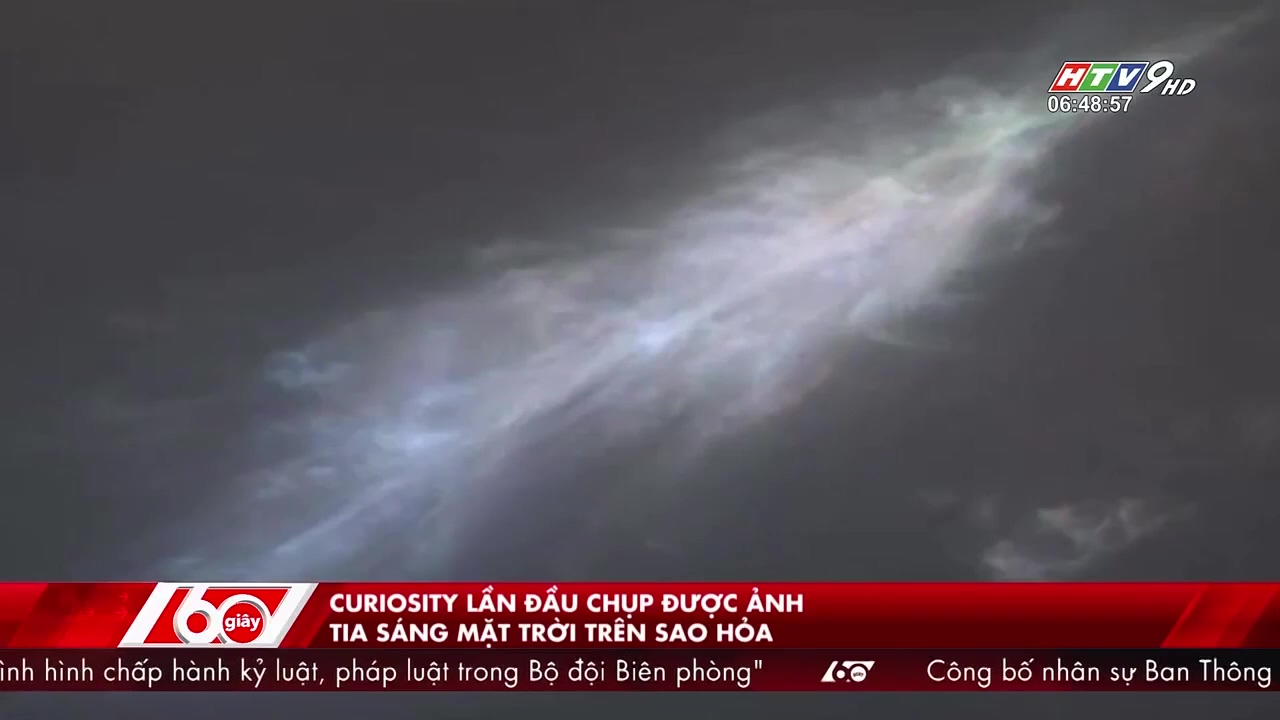 HTV9HD
06:48:57
60 giây
CURIOSITY LẦN ĐẦU CHỤP ĐƯỢC ẢNH
TIA SÁNG MẶT TRỜI TRÊN SAO HỎA
ình hình chấp hành kỷ luật, pháp luật trong Bộ đội Biên phòng" 60 giây Công bố nhân sự Ban Thông